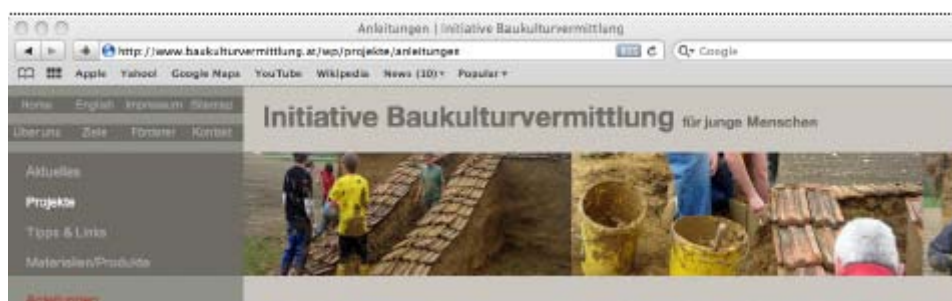 Anleitungen | Initiative Baukulturvermittlung
http://www.baukulturvermittlung.at/wp/projekte/anleitungen
RSS
Q Google
Apple Yahoo! Google Maps YouTube Wikipedia News (10) Popular
Home English Impressum Sitemap
Über uns Ziele Förderer Kontakt
Initiative Baukulturvermittlung für junge Menschen
Aktuelles
Projekte
Tipps & Links
Materialien/Produkte
Anleitungen